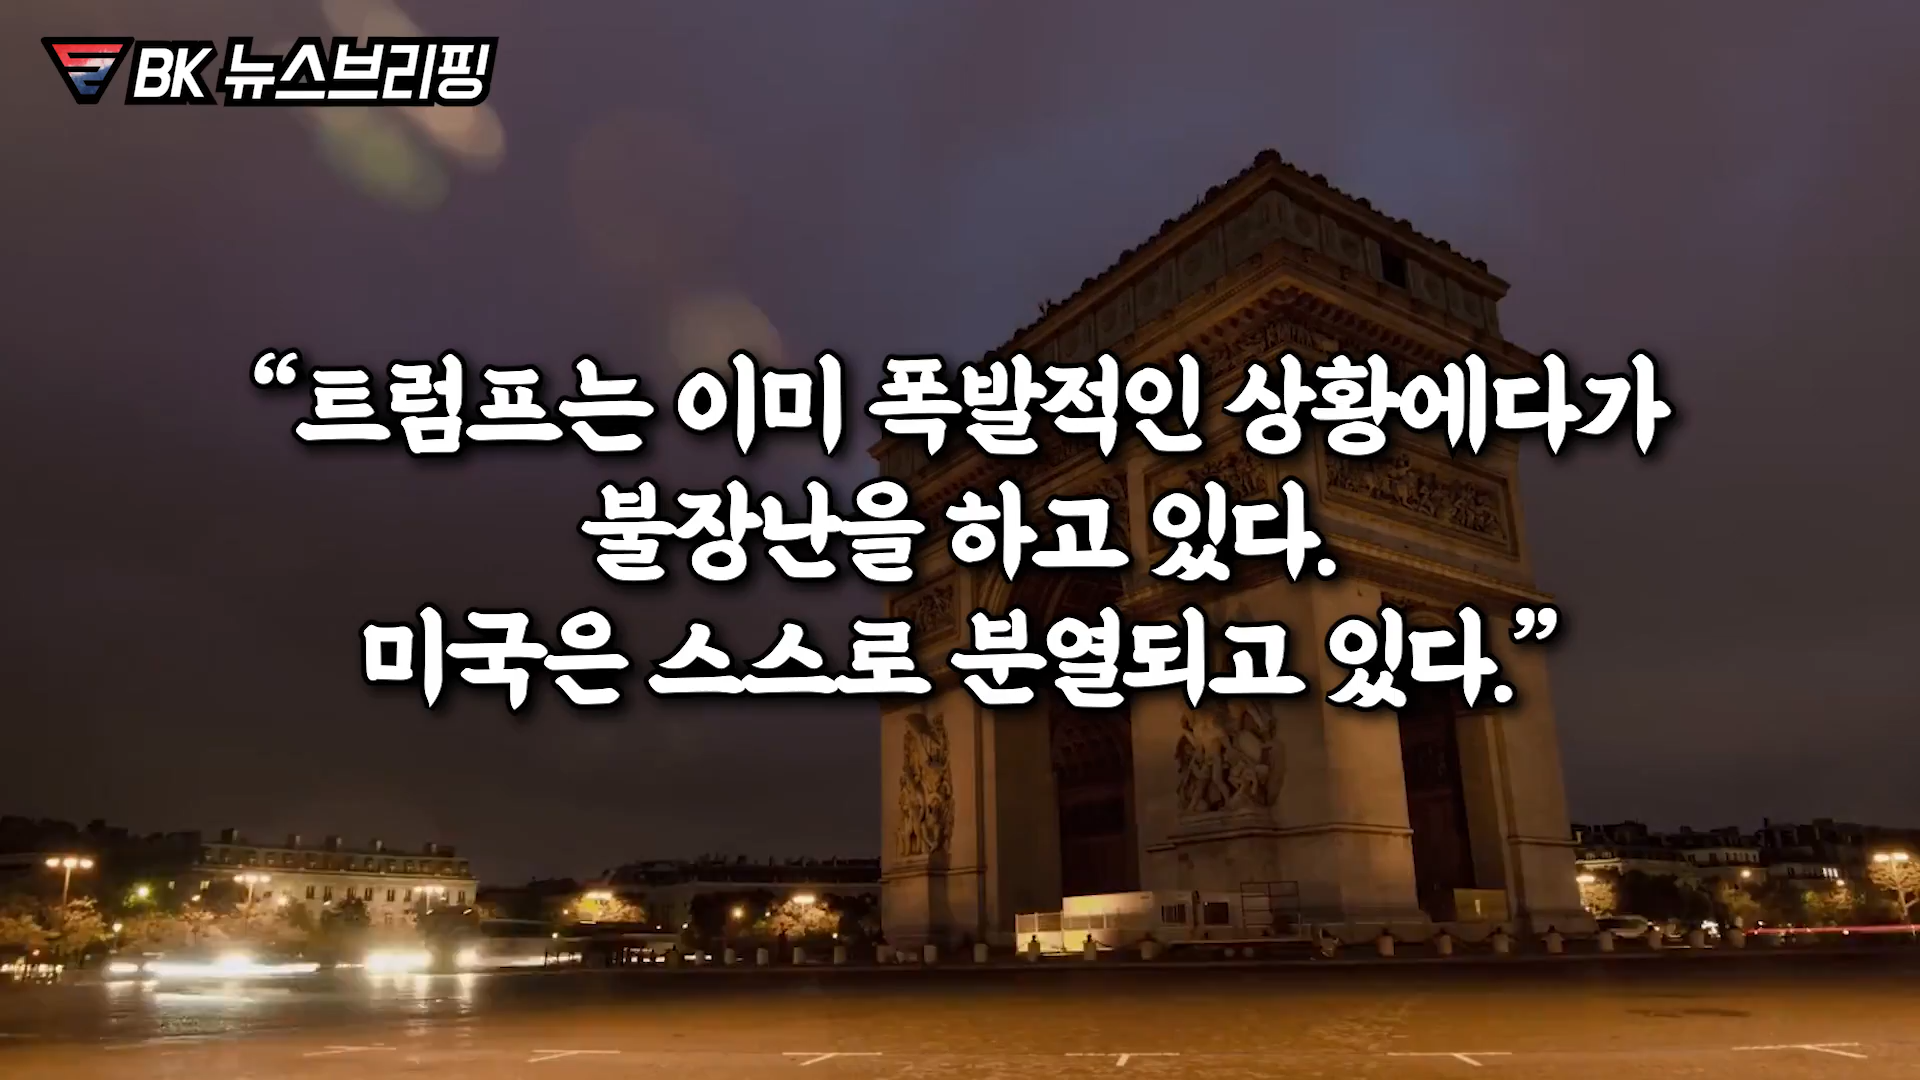 BK 뉴스브리핑
“트럼프는 이미 폭발적인 상황에다가
불장난을 하고 있다.
미국은 스스로 분열되고 있다.”